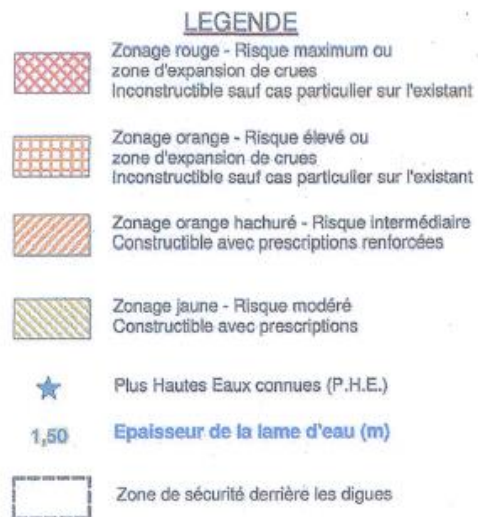 LEGENDE
Zonage rouge - Risque maximum ou
zone d'expansion de crues
Inconstructible sauf cas particulier sur l'existant
Zonage orange - Risque élevé ou
zone d'expansion de crues
Inconstructible sauf cas particulier sur l'existant
Zonage orange hachuré - Risque intermédiaire
Constructible avec prescriptions renforcées
Zonage jaune - Risque modéré
Constructible avec prescriptions
Plus Hautes Eaux connues (P.H.E.)
1,50 Epaisseur de la lame d'eau (m)
Zone de sécurité derrière les digues